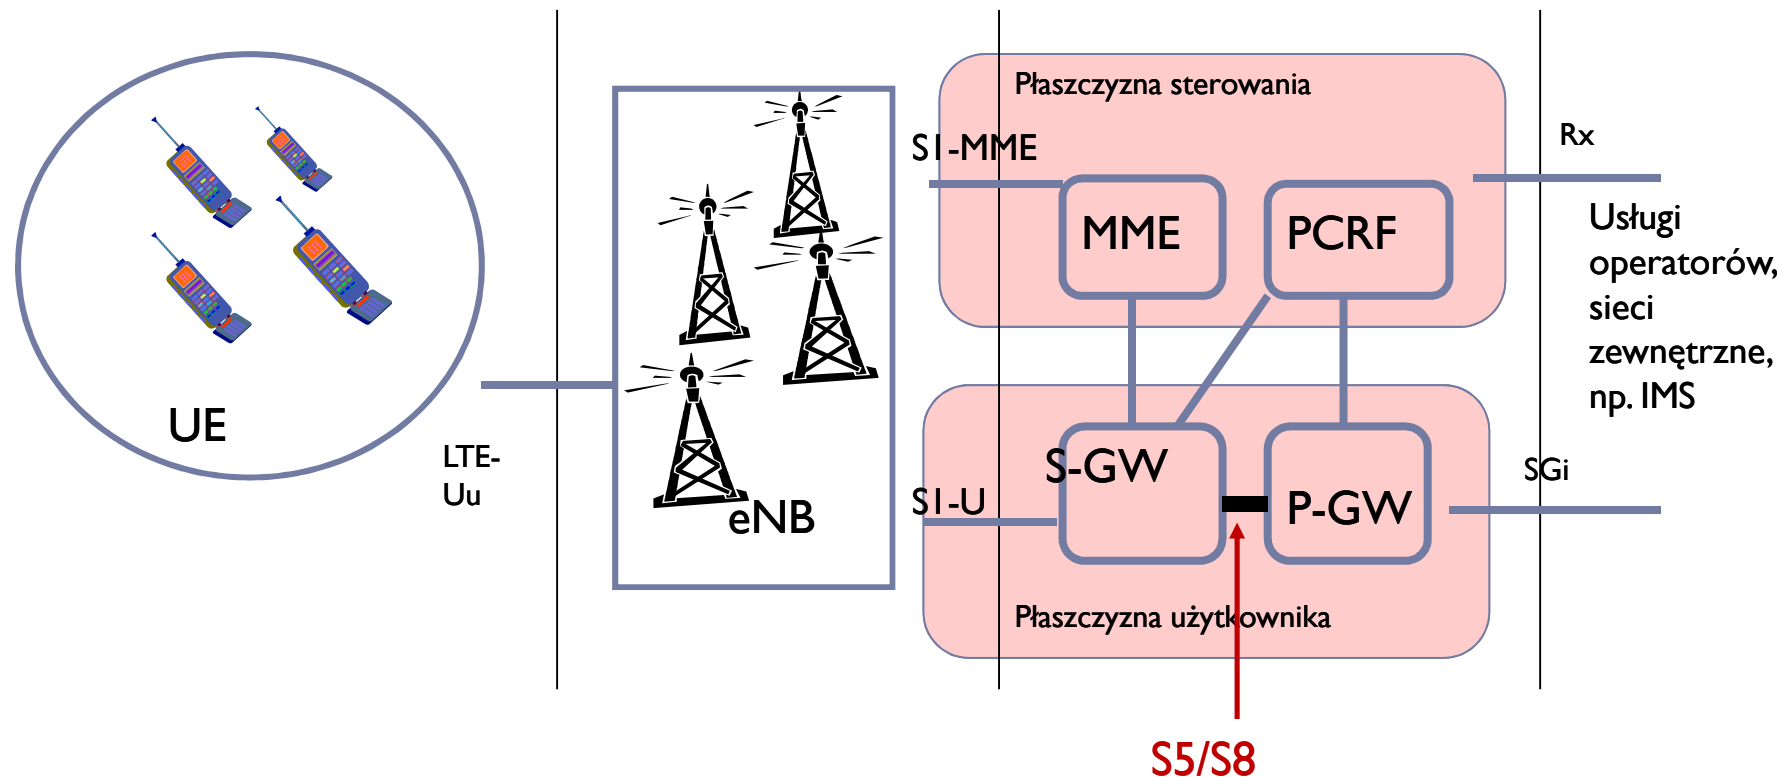 UE
LTE-
Uu
eNB
Płaszczyzna sterowania
S1-MME
MME
PCRF
Rx
Usługi
operatorów,
sieci
zewnętrzne,
np. IMS
S-GW
S1-U
P-GW
SGi
Płaszczyzna użytkownika
S5/S8